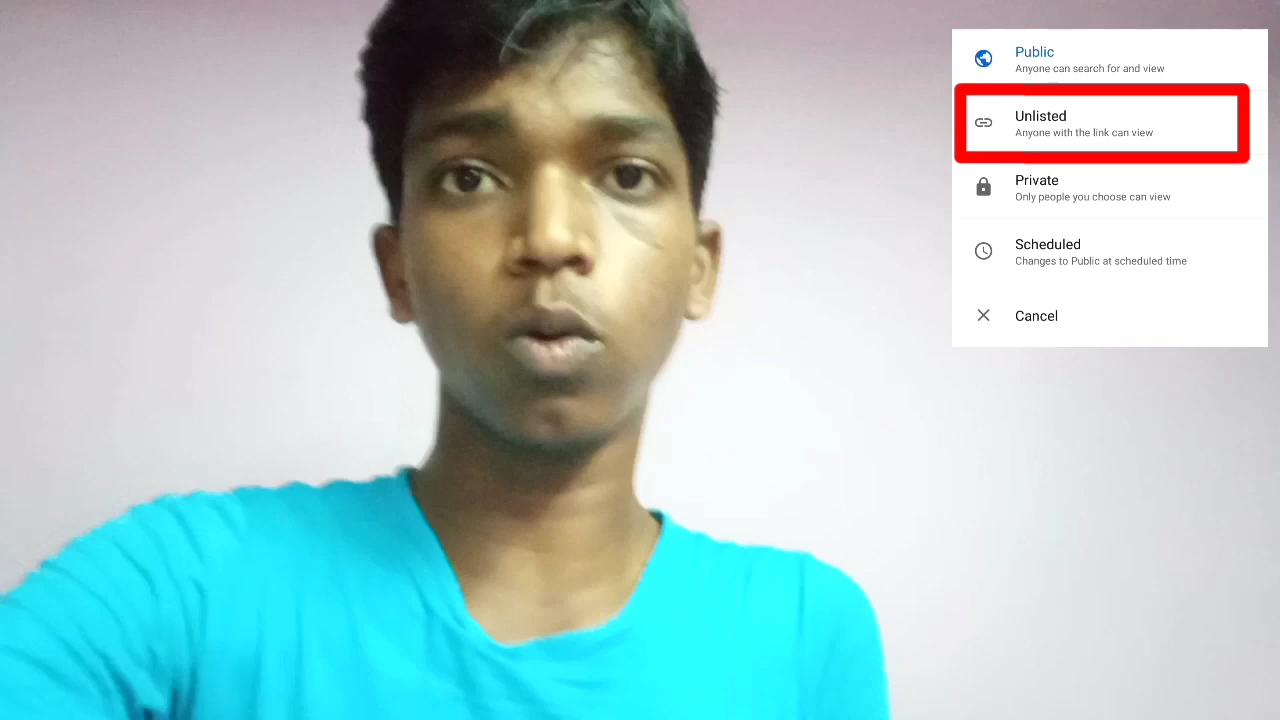 Public
Anyone can search for and view
Unlisted
Anyone with the link can view
Private
Only people you choose can view
Scheduled
Changes to Public at scheduled time
Cancel